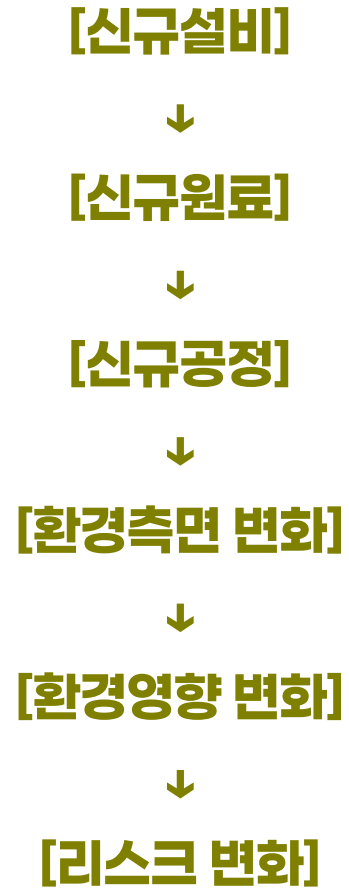 [신규설비]
↓
[신규원료]
↓
[신규공정]
↓
[환경측면 변화]
↓
[환경영향 변화]
↓
[리스크 변화]